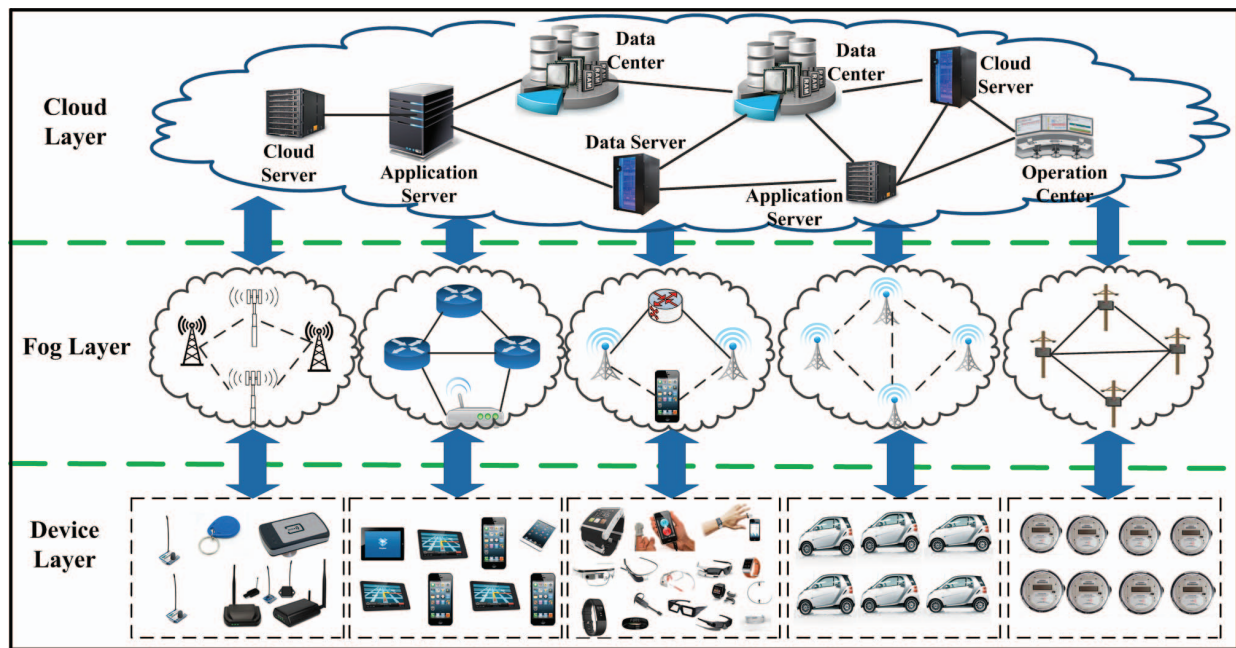 Cloud
Layer
Data
Center
Data
Center
Cloud
Server
Cloud
Server
Application
Server
Data Server
Application
Server
Operation
Center
Fog Layer
Device
Layer